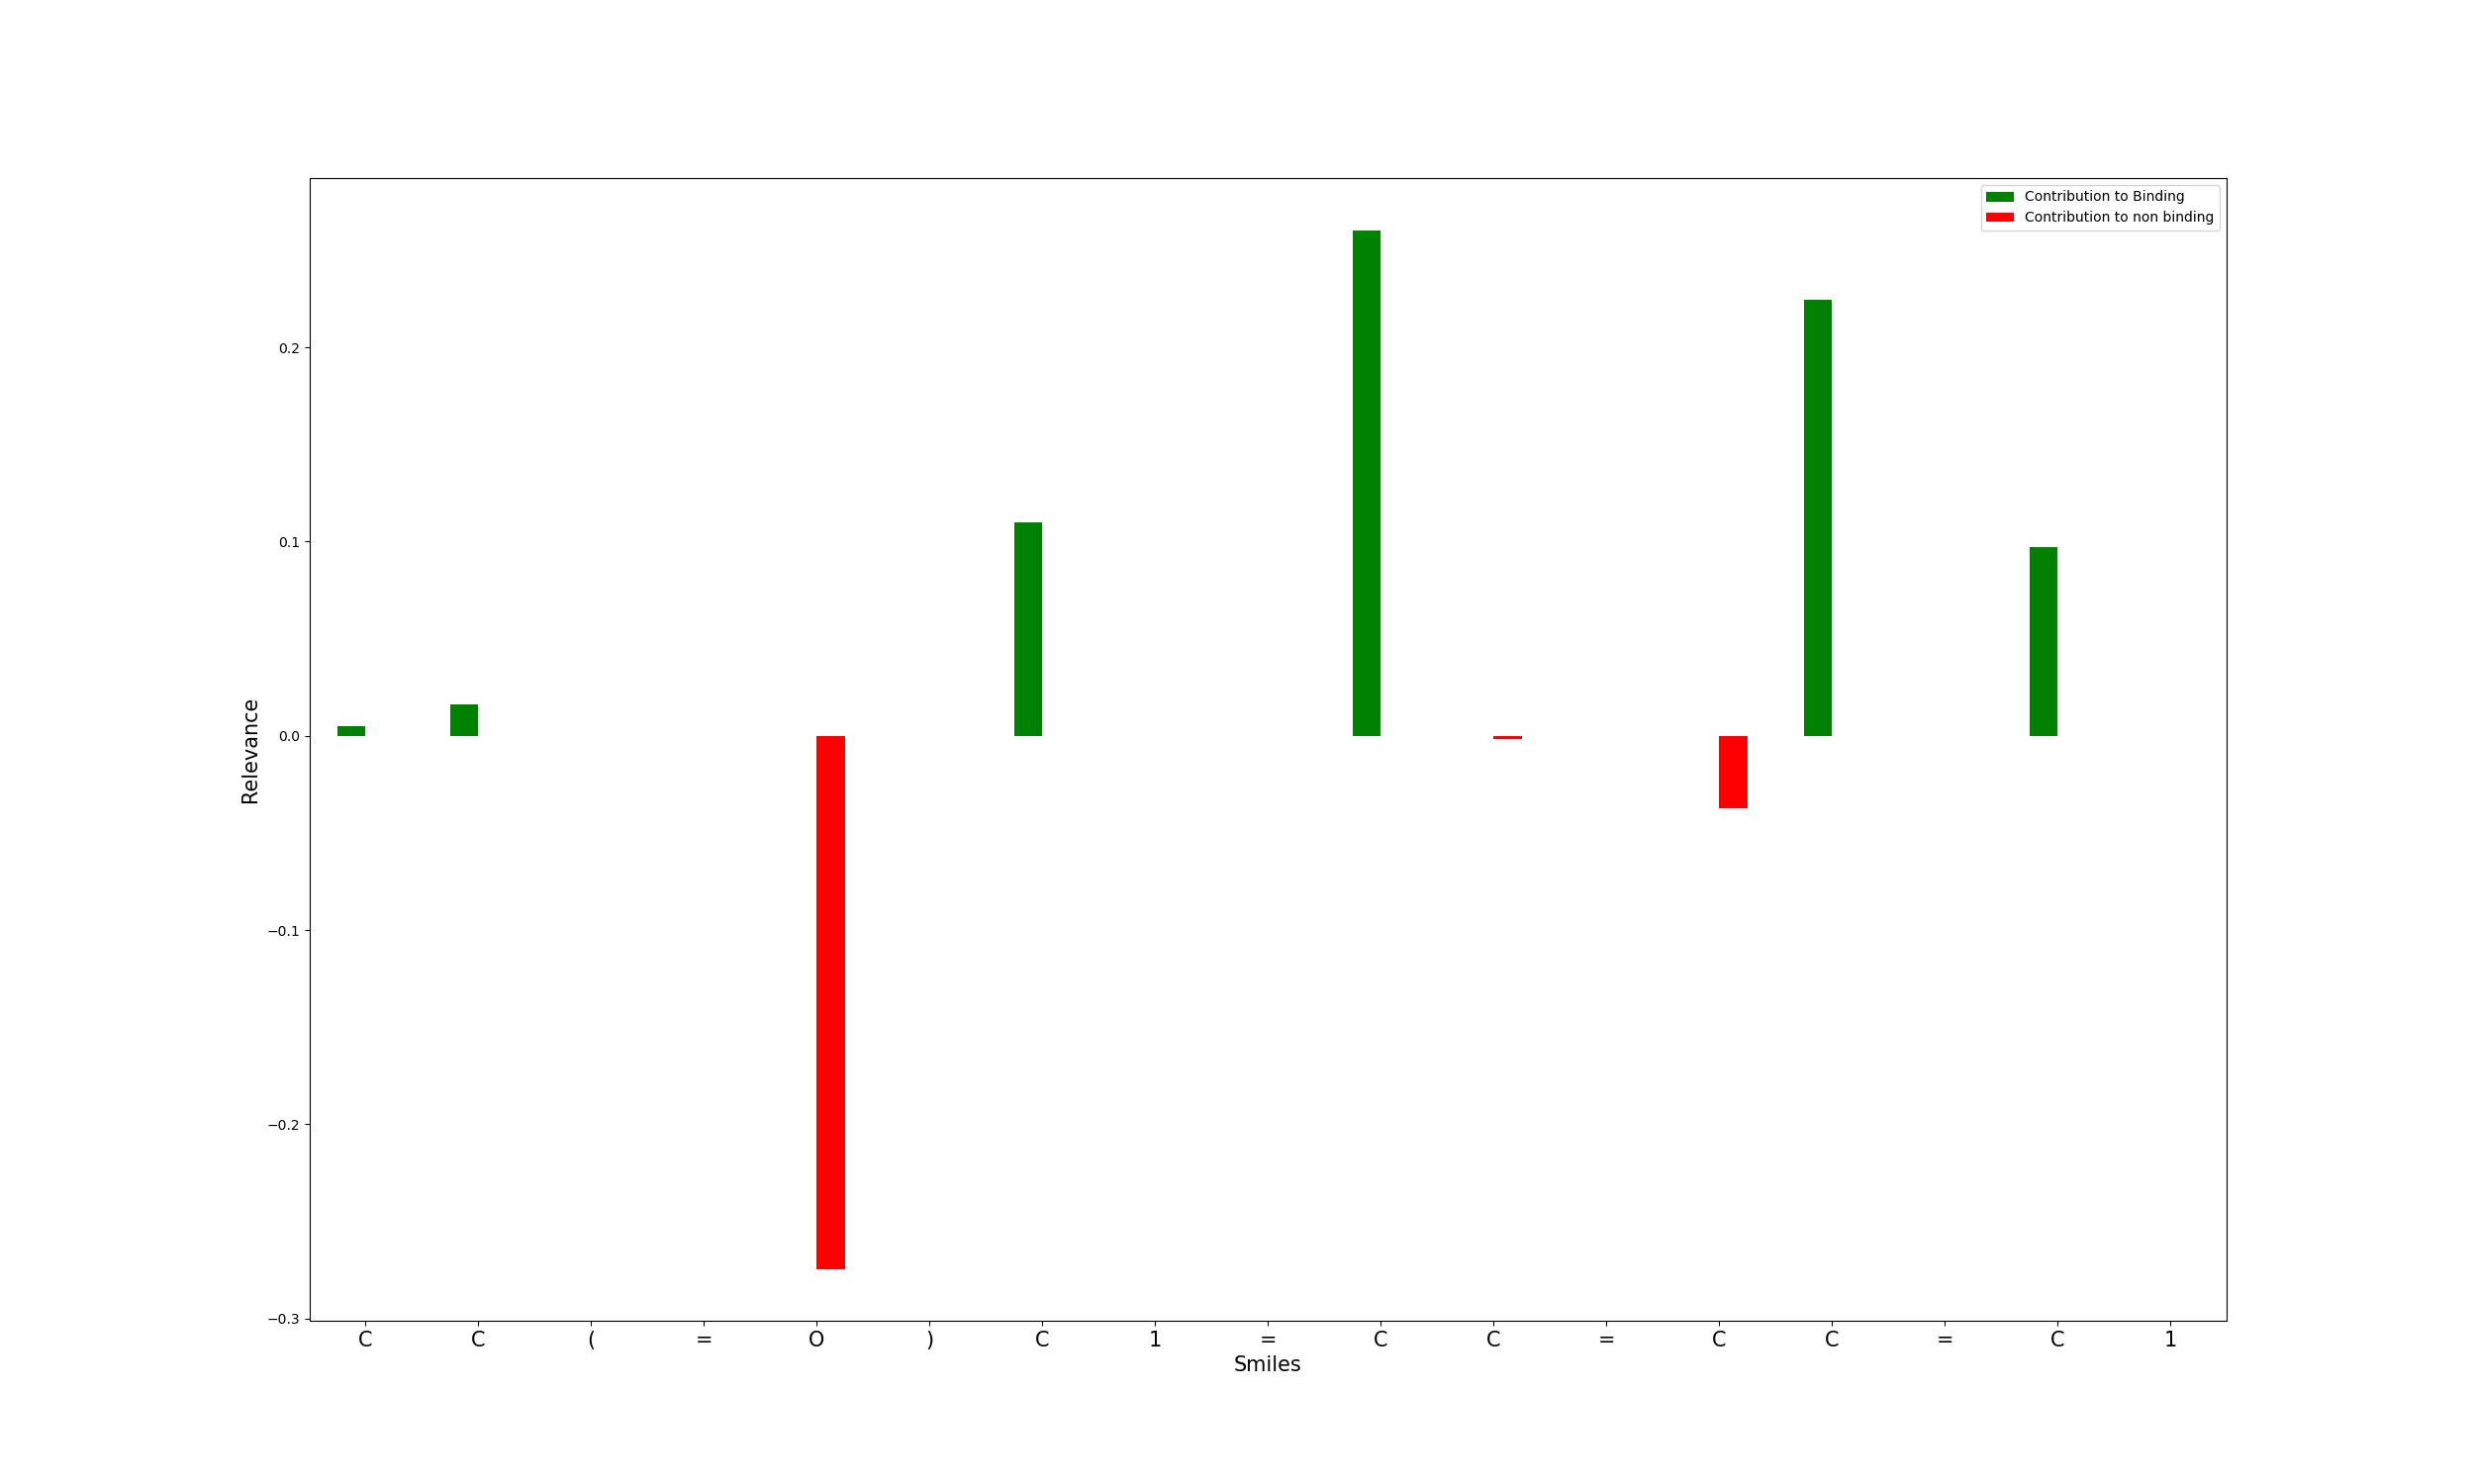 Contribution to Binding
Contribution to non binding
0.2
0.1
0.0
−0.1
−0.2
−0.3
Relevance
C C ( = O ) C 1 = C C = C C = C 1
Smiles